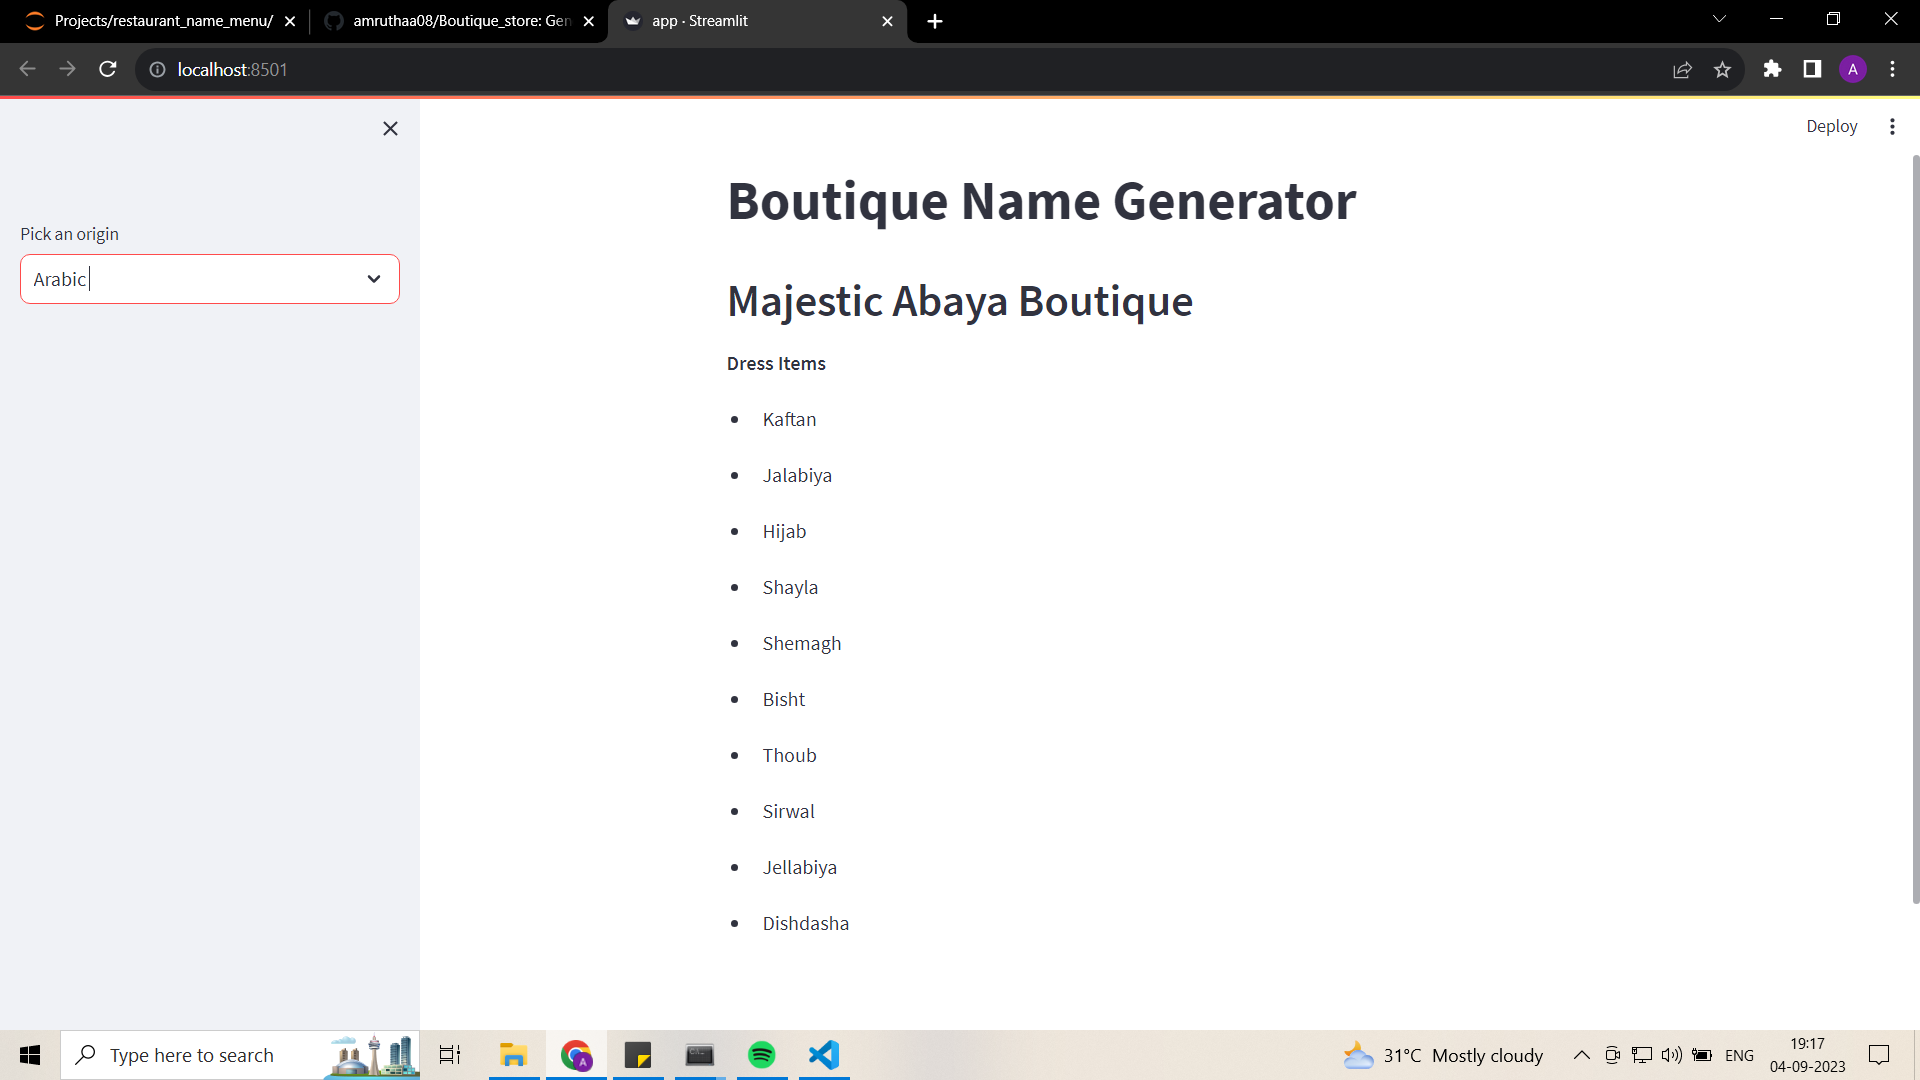 Projects/restaurant_name_menu/
amruthaa08/Boutique_store: Gen
app · Streamlit
localhost:8501
A
Deploy
Pick an origin
Arabic
Boutique Name Generator
Majestic Abaya Boutique
Dress Items
Kaftan
Jalabiya
Hijab
Shayla
Shemagh
Bisht
Thoub
Sirwal
Jellabiya
Dishdasha
Type here to search
31°C Mostly cloudy
ENG
19:17
04-09-2023